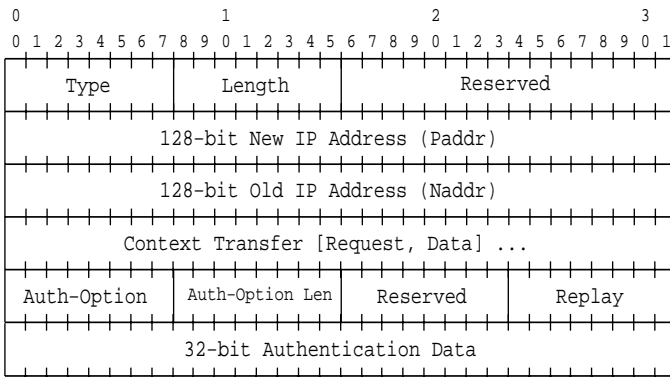 0 1 2 3
0 1 2 3 4 5 6 7 8 9 0 1 2 3 4 5 6 7 8 9 0 1 2 3 4 5 6 7 8 9 0 1
Type Length Reserved
128-bit New IP Address (Paddr)
128-bit Old IP Address (Naddr)
Context Transfer [Request, Data] ...
Auth-Option Auth-Option Len Reserved Replay
32-bit Authentication Data